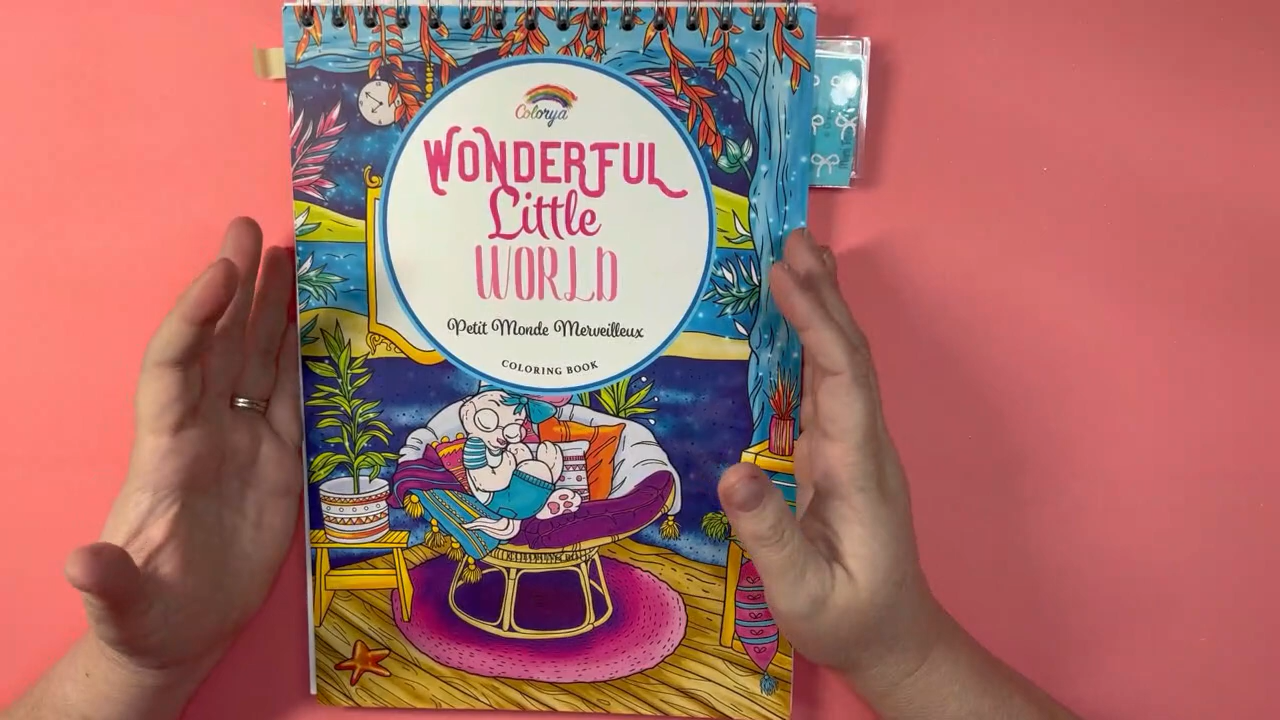 Colorya
WONDERFUL
Little
WORLD
Petit Monde Merveilleux
COLORING BOOK